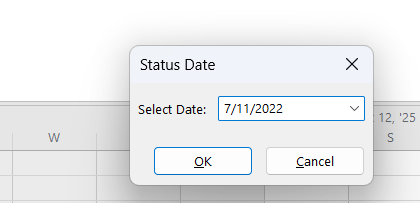 Status Date
Select Date: 7/11/2022
12, '25
W
S
OK Cancel